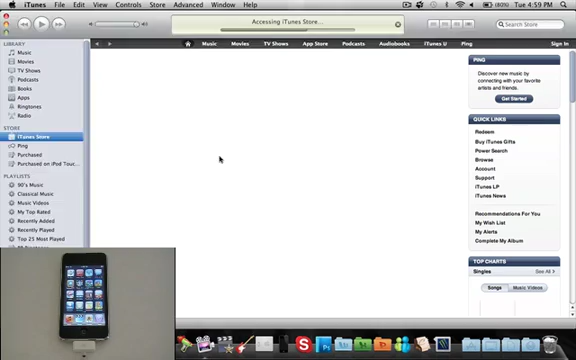 iTunes File Edit View Controls Store Advanced Window Help
Tue 4:59 PM
Accessing iTunes Store...
Search Store
Music Movies TV Shows App Store Podcasts Audiobooks iTunes U Ping Sign In
LIBRARY
Music
Movies
TV Shows
Podcasts
Books
Apps
Ringtones
Radio
STORE
iTunes Store
Ping
Purchased
Purchased on iPod Touc...
PLAYLISTS
90's Music
Classical Music
Music Videos
My Top Rated
Recently Added
Recently Played
Top 25 Most Played
PING
Discover new music by
connecting with your favorite
artists and friends.
Get Started
QUICK LINKS
Redeem
Buy iTunes Gifts
Power Search
Browse
Account
Support
iTunes LP
iTunes News
Recommendations For You
My Wish List
My Alerts
Complete My Album
TOP CHARTS
Singles See All >
Songs Music Videos